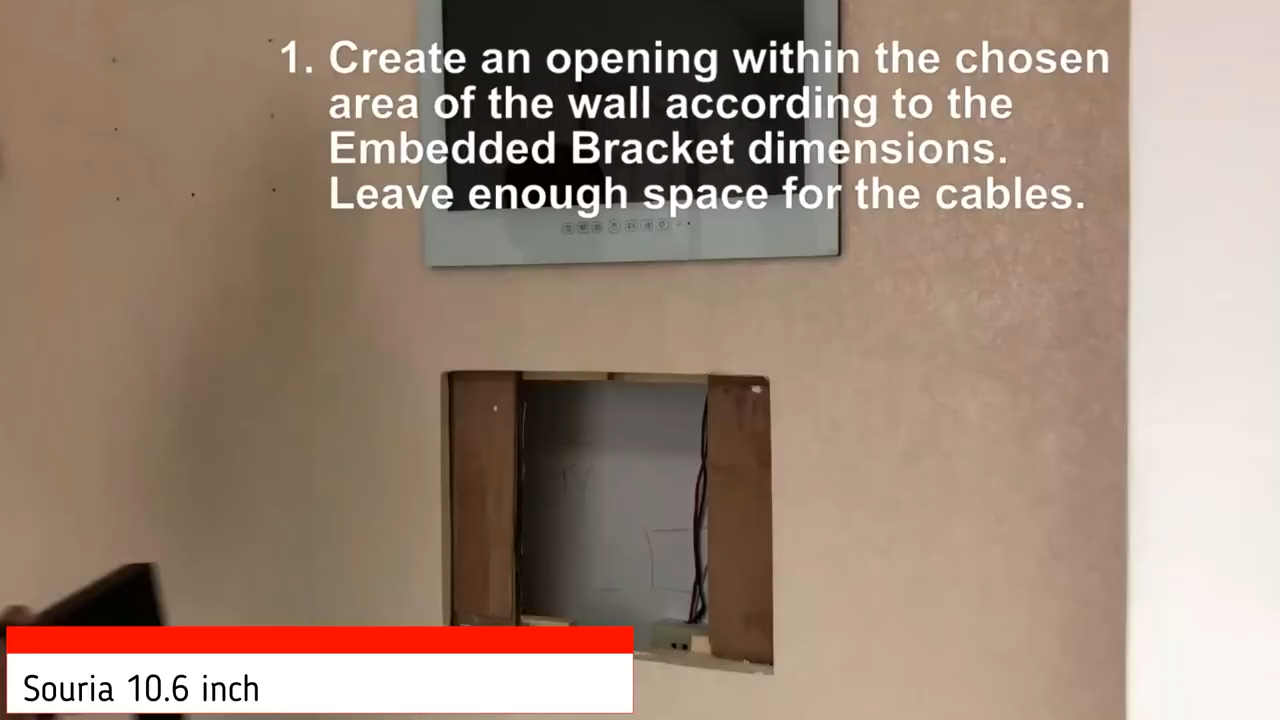 1. Create an opening within the chosen
area of the wall according to the
Embedded Bracket dimensions.
Leave enough space for the cables.
Souria 10.6 inch